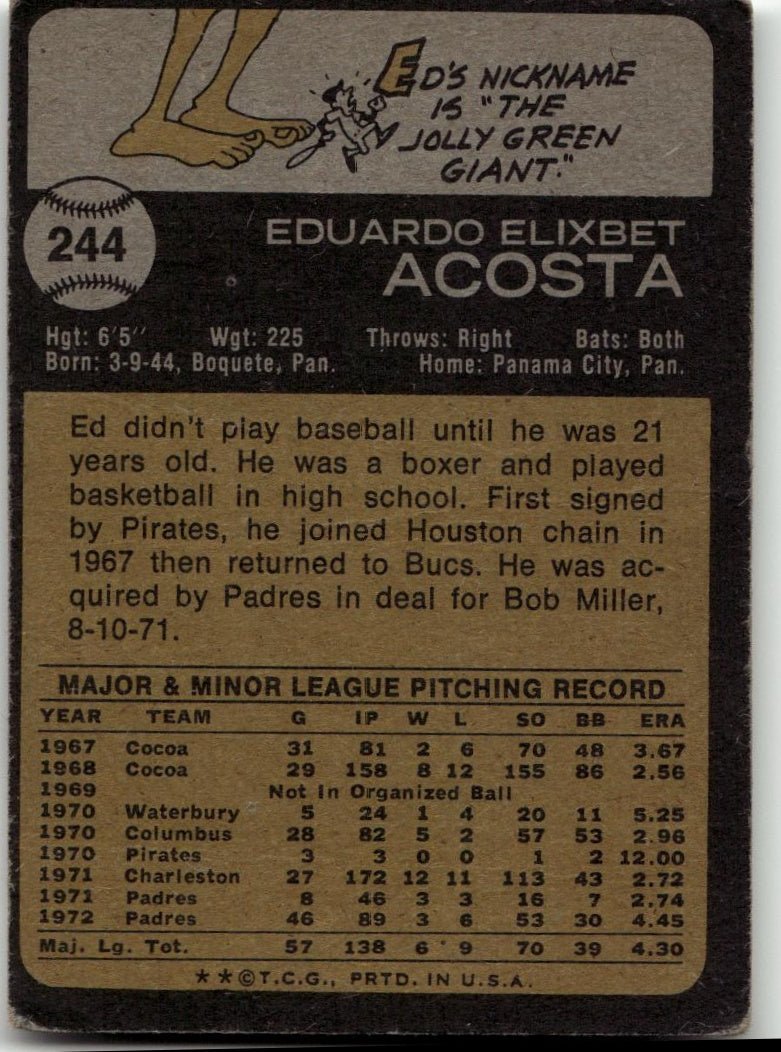 ED'S NICKNAME
IS "THE
JOLLY GREEN
GIANT."
244
EDUARDO ELIXBET
ACOSTA
Hgt: 6'5" Wgt: 225 Throws: Right Bats: Both
Born: 3-9-44, Boquete, Pan. Home: Panama City, Pan.
Ed didn't play baseball until he was 21
years old. He was a boxer and played
basketball in high school. First signed
by Pirates, he joined Houston chain in
1967 then returned to Bucs. He was ac-
quired by Padres in deal for Bob Miller,
8-10-71.
MAJOR & MINOR LEAGUE PITCHING RECORD
YEAR TEAM G IP W L SO BB ERA
1967 Cocoa 31 81 2 6 70 48 3.67
1968 Cocoa 29 158 8 12 155 86 2.56
1969 Not In Organized Ball
1970 Waterbury 5 24 1 4 20 11 5.25
1970 Columbus 28 82 5 2 57 53 2.96
1970 Pirates 3 3 0 0 1 2 12.00
1971 Charleston 27 172 12 11 113 43 2.72
1971 Padres 8 46 3 3 16 7 2.74
1972 Padres 46 89 3 6 53 30 4.45
Maj. Lg. Tot. 57 138 6 9 70 39 4.30
**©T.C.G., PRTD. IN U.S.A.